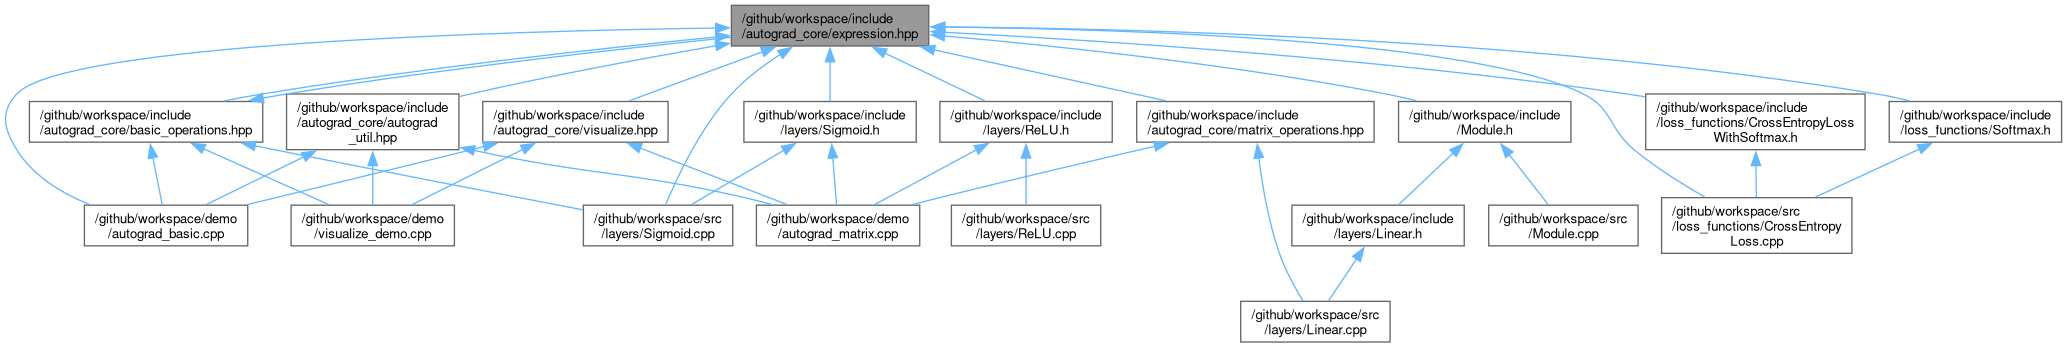 /github/workspace/include
/autograd_core/expression.hpp
/github/workspace/include
/autograd_core/basic_operations.hpp
/github/workspace/include
/autograd_core/autograd
_util.hpp
/github/workspace/include
/autograd_core/visualize.hpp
/github/workspace/include
/layers/Sigmoid.h
/github/workspace/include
/layers/ReLU.h
/github/workspace/include
/autograd_core/matrix_operations.hpp
/github/workspace/include
/Module.h
/github/workspace/include
/loss_functions/CrossEntropyLoss
WithSoftmax.h
/github/workspace/include
/loss_functions/Softmax.h
/github/workspace/demo
/autograd_basic.cpp
/github/workspace/demo
/visualize_demo.cpp
/github/workspace/src
/layers/Sigmoid.cpp
/github/workspace/demo
/autograd_matrix.cpp
/github/workspace/src
/layers/ReLU.cpp
/github/workspace/include
/layers/Linear.h
/github/workspace/src
/Module.cpp
/github/workspace/src
/loss_functions/CrossEntropy
Loss.cpp
/github/workspace/src
/layers/Linear.cpp